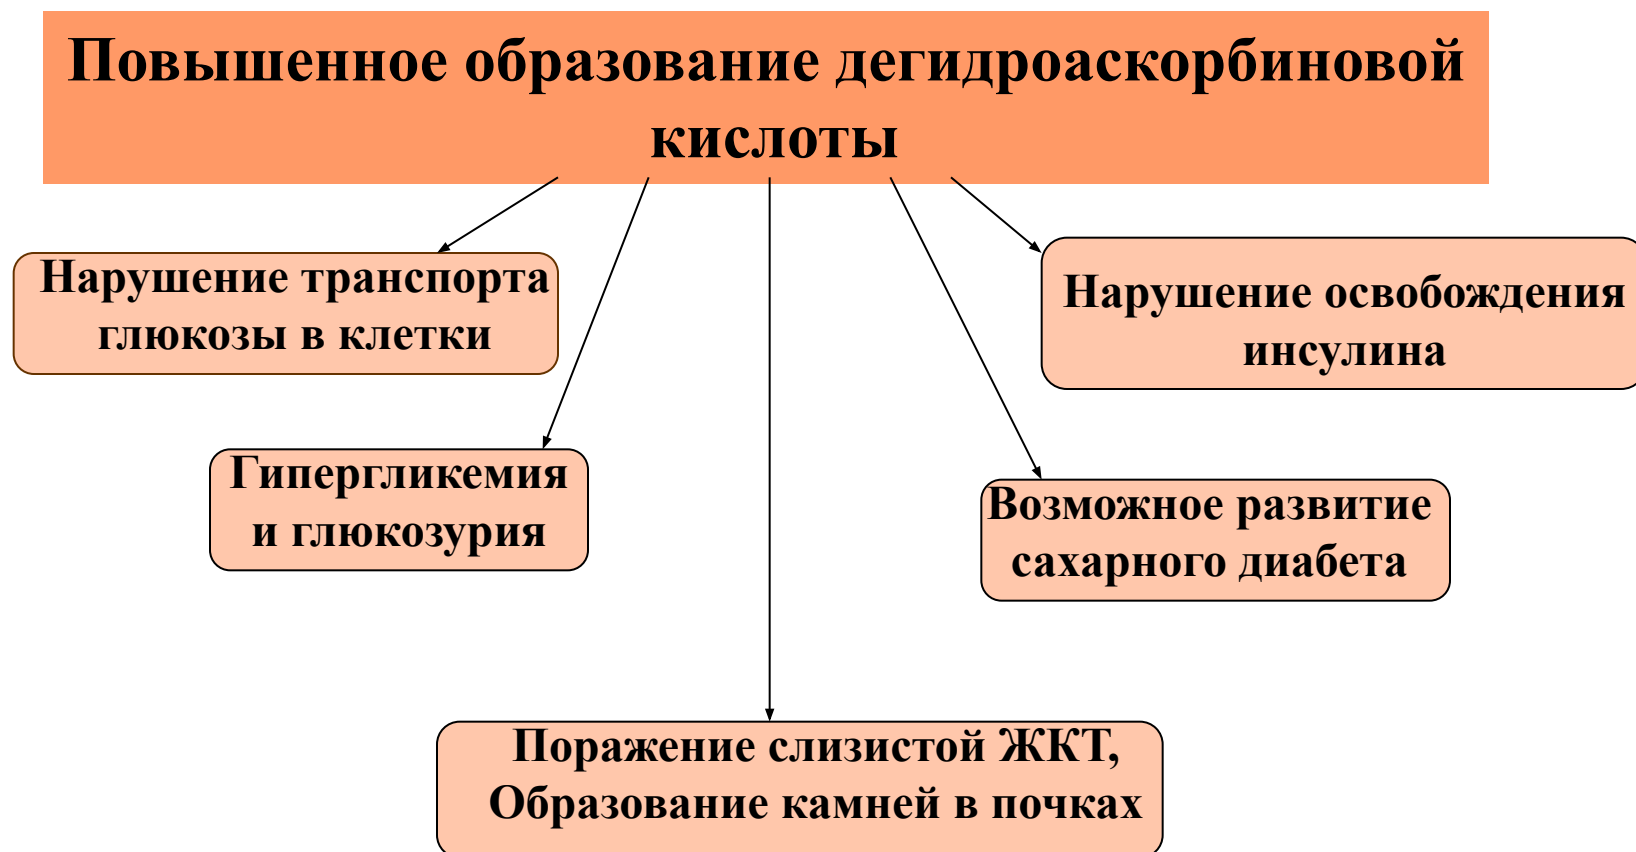 Повышенное образование дегидроаскорбиновой
кислоты
Нарушение транспорта
глюкозы в клетки
Нарушение освобождения
инсулина
Гипергликемия
и глюкозурия
Возможное развитие
сахарного диабета
Поражение слизистой ЖКТ,
Образование камней в почках